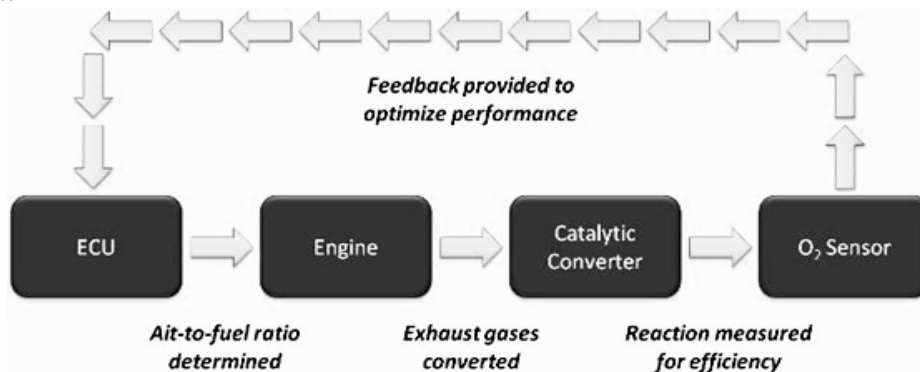 Feedback provided to
optimize performance
ECU
Engine
Catalytic
Converter
O₂ Sensor
Ait-to-fuel ratio
determined
Exhaust gases
converted
Reaction measured
for efficiency